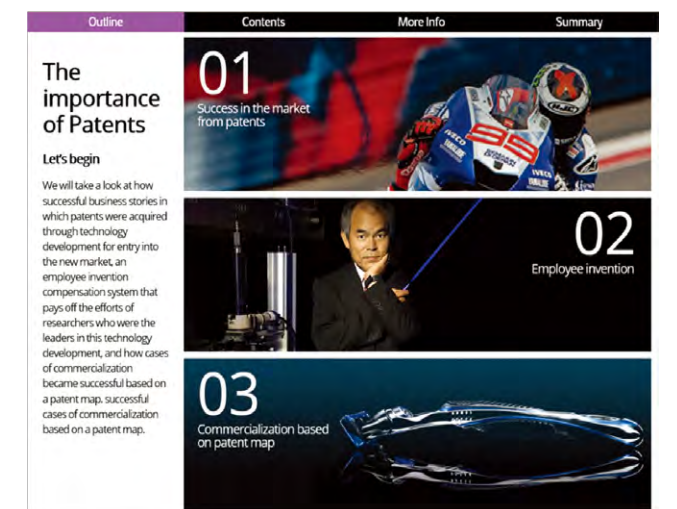 Outline
Contents
More Info
Summary
The
importance
of Patents
Let's begin
We will take a look at how
successful business stories in
which patents were acquired
through technology
development for entry into
the new market, an
employee invention
compensation system that
pays off the efforts of
researchers who were the
leaders in this technology
development, and how cases
of commercialization
became successful based on
a patent map. successful
cases of commercialization
based on a patent map.
01
Success in the market
from patents
HJC
99
IVECO
IVECO
02
Employee invention
03
Commercialization based
on patent map